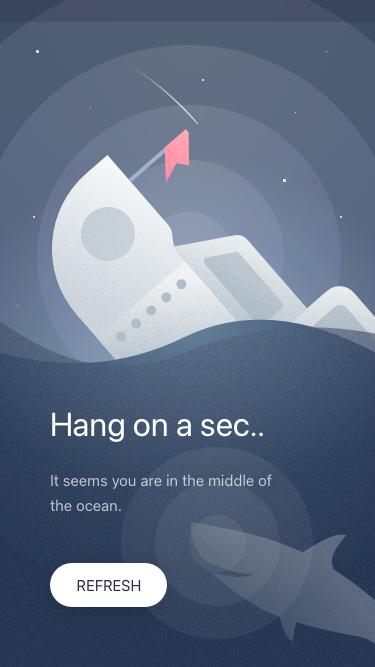 Hang on a sec..
It seems you are in the middle of
the ocean.
REFRESH